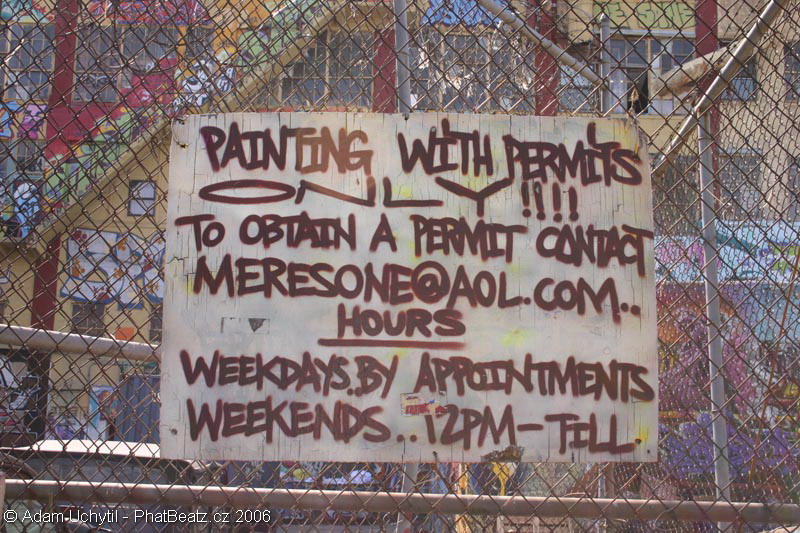 PAINTING WITH PERMITS
ONLY !!!!
TO OBTAIN A PERMIT CONTACT
MERESONE@AOL.COM..
HOURS
WEEKDAYS..BY APPOINTMENTS
WEEKENDS..12PM-TILL.
© Adam Uchytil - PhatBeatz.cz 2006